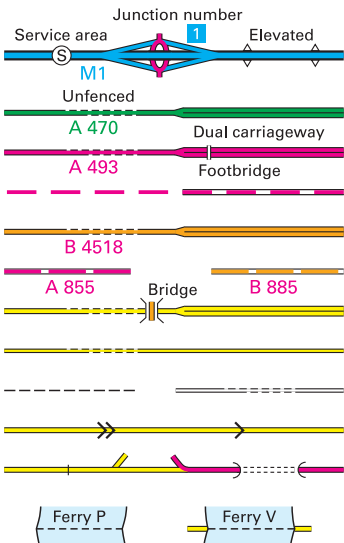 Junction number
Service area
1
Elevated
S
M1
Unfenced
A 470
Dual carriageway
A 493
Footbridge
B 4518
A 855
Bridge
B 885
Ferry P
Ferry V